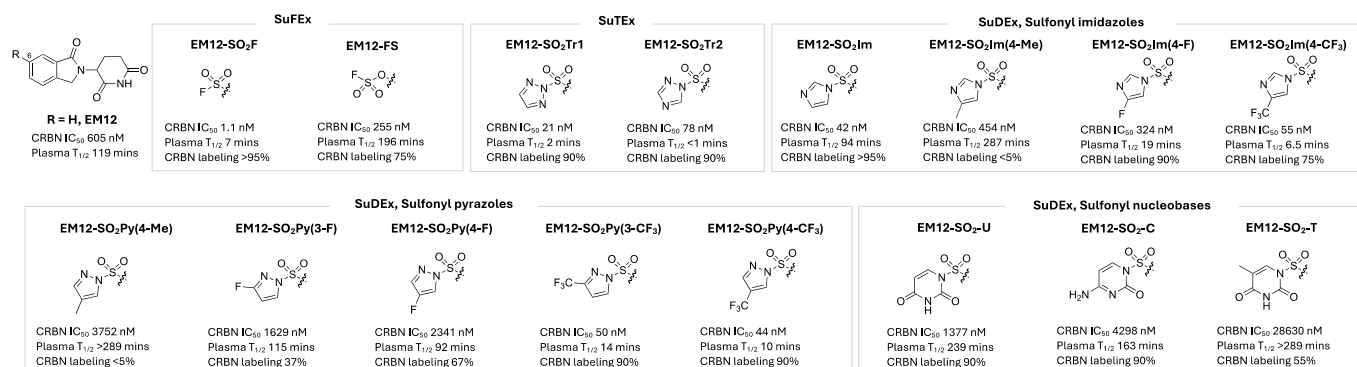 SuFEx
SuTEx
SuDEx, Sulfonyl imidazoles
R
6
O
N
O
NH
O
R = H, EM12
CRBN IC₅₀ 605 nM
Plasma T₁/₂ 119 mins
EM12-SO₂F
O O
S
F
CRBN IC₅₀ 1.1 nM
Plasma T₁/₂ 7 mins
CRBN labeling >95%
EM12-FS
F O
S
O O
CRBN IC₅₀ 255 nM
Plasma T₁/₂ 196 mins
CRBN labeling 75%
EM12-SO₂Tr1
O O
S
N
N
N
CRBN IC₅₀ 21 nM
Plasma T₁/₂ 2 mins
CRBN labeling 90%
EM12-SO₂Tr2
O O
S
N N
N
CRBN IC₅₀ 78 nM
Plasma T₁/₂ <1 mins
CRBN labeling 90%
EM12-SO₂Im
O O
S
N
N
CRBN IC₅₀ 42 nM
Plasma T₁/₂ 94 mins
CRBN labeling >95%
EM12-SO₂Im(4-Me)
O O
S
N
N
CRBN IC₅₀ 454 nM
Plasma T₁/₂ 287 mins
CRBN labeling <5%
EM12-SO₂Im(4-F)
O O
S
N
N
F
CRBN IC₅₀ 324 nM
Plasma T₁/₂ 19 mins
CRBN labeling 90%
EM12-SO₂Im(4-CF₃)
O O
S
N
N
F₃C
CRBN IC₅₀ 55 nM
Plasma T₁/₂ 6.5 mins
CRBN labeling 75%
SuDEx, Sulfonyl pyrazoles
SuDEx, Sulfonyl nucleobases
EM12-SO₂Py(4-Me)
O O
S
N N
CRBN IC₅₀ 3752 nM
Plasma T₁/₂ >289 mins
CRBN labeling <5%
EM12-SO₂Py(3-F)
O O
S
N N
F
CRBN IC₅₀ 1629 nM
Plasma T₁/₂ 115 mins
CRBN labeling 37%
EM12-SO₂Py(4-F)
O O
S
N N
F
CRBN IC₅₀ 2341 nM
Plasma T₁/₂ 92 mins
CRBN labeling 67%
EM12-SO₂Py(3-CF₃)
O O
S
F₃C N N
CRBN IC₅₀ 50 nM
Plasma T₁/₂ 14 mins
CRBN labeling 90%
EM12-SO₂Py(4-CF₃)
O O
S
N N
F₃C
CRBN IC₅₀ 44 nM
Plasma T₁/₂ 10 mins
CRBN labeling 90%
EM12-SO₂-U
O O
S
N
O N O
H
CRBN IC₅₀ 1377 nM
Plasma T₁/₂ 239 mins
CRBN labeling 90%
EM12-SO₂-C
O O
S
N
H₂N N O
CRBN IC₅₀ 4298 nM
Plasma T₁/₂ 163 mins
CRBN labeling 90%
EM12-SO₂-T
O O
S
N
O N O
H
CRBN IC₅₀ 28630 nM
Plasma T₁/₂ >289 mins
CRBN labeling 55%